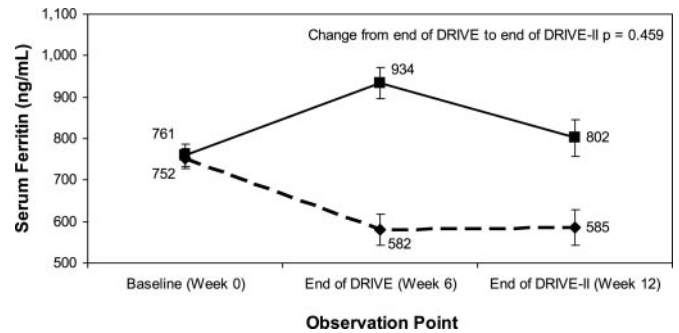 1,100
Change from end of DRIVE to end of DRIVE-II p = 0.459
1,000
934
900
800
761
802
700
752
600
582
585
500
Serum Ferritin (ng/mL)
Baseline (Week 0)
End of DRIVE (Week 6)
End of DRIVE-II (Week 12)
Observation Point